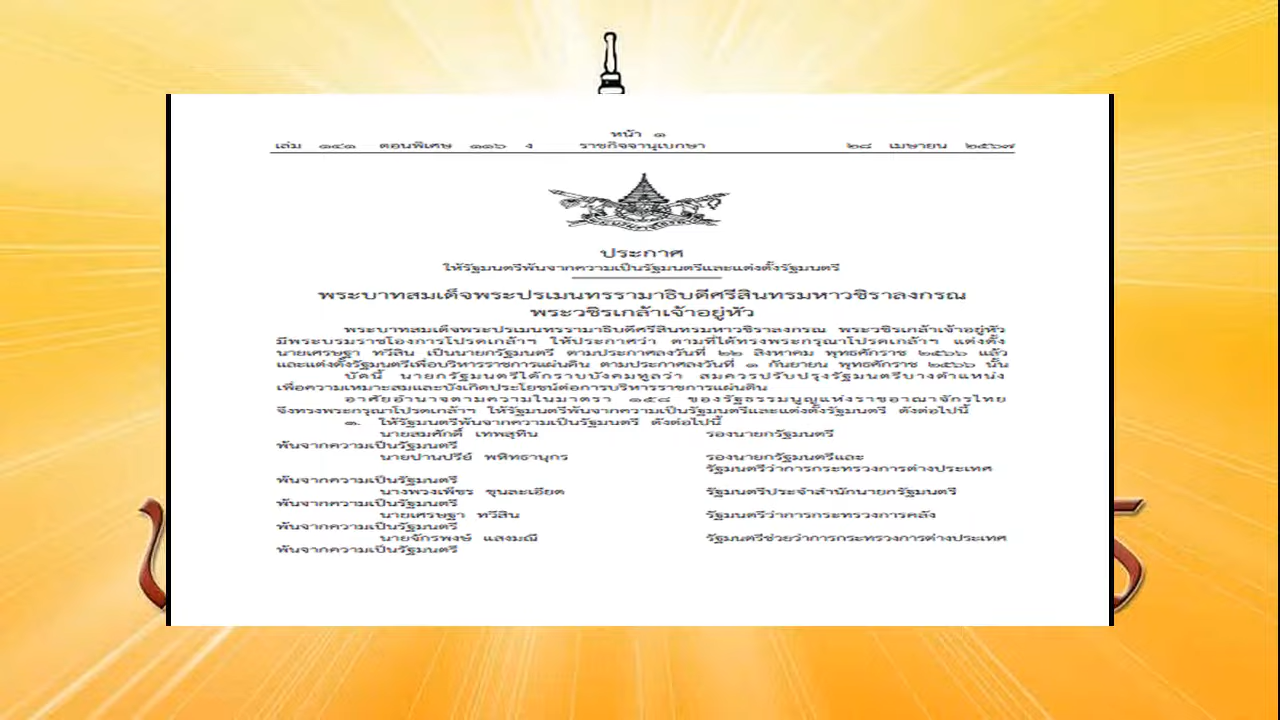 หน้า ๑
เล่ม ๑๔๑ ตอนพิเศษ ๑๑๖ ง ราชกิจจานุเบกษา ๒๘ เมษายน ๒๕๖๗
ประกาศ
ให้รัฐมนตรีพ้นจากความเป็นรัฐมนตรีและแต่งตั้งรัฐมนตรี
พระบาทสมเด็จพระปรเมนทรรามาธิบดีศรีสินทรมหาวชิราลงกรณ
พระวชิรเกล้าเจ้าอยู่หัว
พระบาทสมเด็จพระปรเมนทรรามาธิบดีศรีสินทรมหาวชิราลงกรณ พระวชิรเกล้าเจ้าอยู่หัว
มีพระบรมราชโองการโปรดเกล้าฯ ให้ประกาศว่า ตามที่ได้ทรงพระกรุณาโปรดเกล้าฯ แต่งตั้ง
นายเศรษฐา ทวีสิน เป็นนายกรัฐมนตรี ตามประกาศลงวันที่ ๒๒ สิงหาคม พุทธศักราช ๒๕๖๖ แล้ว
และแต่งตั้งรัฐมนตรีเพื่อบริหารราชการแผ่นดิน ตามประกาศลงวันที่ ๑ กันยายน พุทธศักราช ๒๕๖๖ นั้น
บัดนี้ นายกรัฐมนตรีได้กราบบังคมทูลว่า สมควรปรับปรุงรัฐมนตรีบางตำแหน่ง
เพื่อความเหมาะสมและบังเกิดประโยชน์ต่อการบริหารราชการแผ่นดิน
อาศัยอำนาจตามความในมาตรา ๑๕๘ ของรัฐธรรมนูญแห่งราชอาณาจักรไทย
จึงทรงพระกรุณาโปรดเกล้าฯ ให้รัฐมนตรีพ้นจากความเป็นรัฐมนตรีและแต่งตั้งรัฐมนตรี ดังต่อไปนี้
๑. ให้รัฐมนตรีพ้นจากความเป็นรัฐมนตรี ดังต่อไปนี้
นายสมศักดิ์ เทพสุทิน รองนายกรัฐมนตรี
พ้นจากความเป็นรัฐมนตรี
นายปานปรีย์ พหิทธานุกร รองนายกรัฐมนตรีและ
รัฐมนตรีว่าการกระทรวงการต่างประเทศ
พ้นจากความเป็นรัฐมนตรี
นางพวงเพ็ชร ชุนละเอียด รัฐมนตรีประจำสำนักนายกรัฐมนตรี
พ้นจากความเป็นรัฐมนตรี
นายเศรษฐา ทวีสิน รัฐมนตรีว่าการกระทรวงการคลัง
พ้นจากความเป็นรัฐมนตรี
นายจักรพงษ์ แสงมณี รัฐมนตรีช่วยว่าการกระทรวงการต่างประเทศ
พ้นจากความเป็นรัฐมนตรี